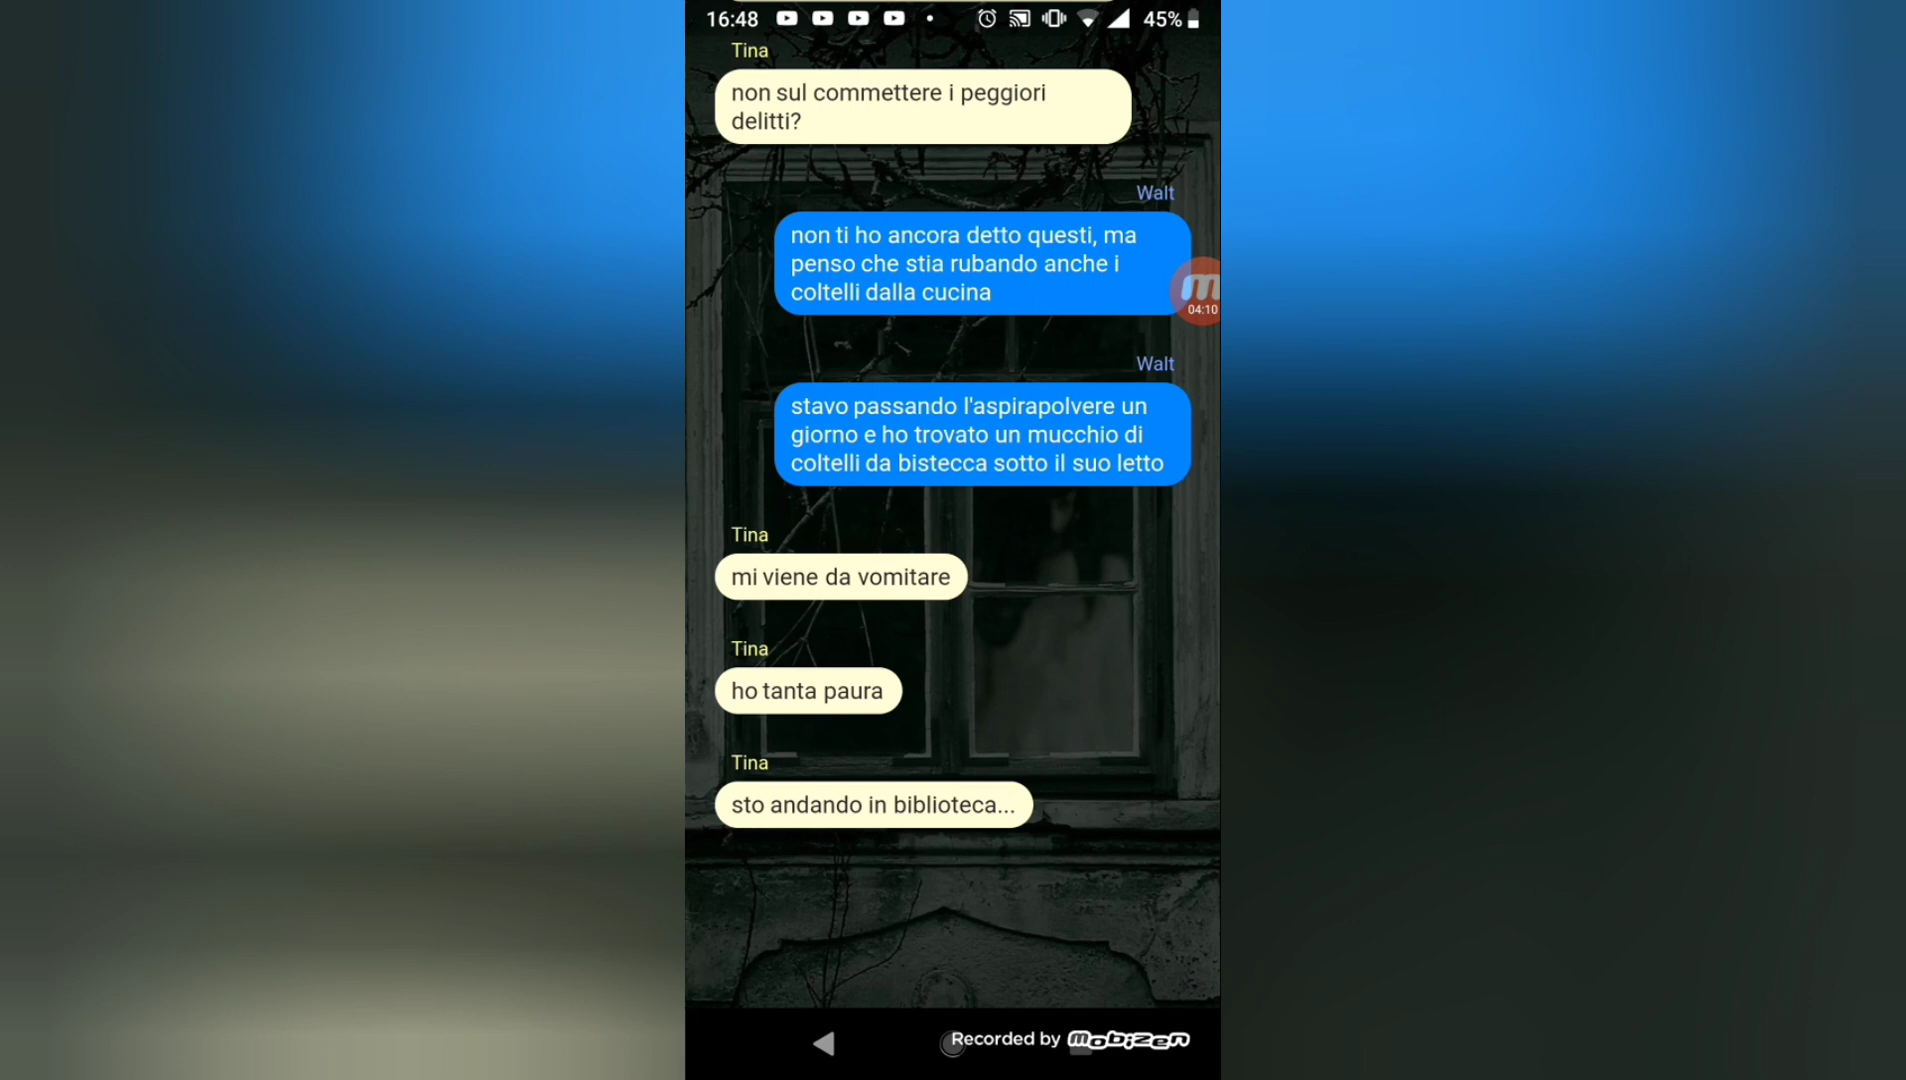 16:48
45%
Tina
non sul commettere i peggiori
delitti?
Walt
non ti ho ancora detto questi, ma
penso che stia rubando anche i
coltelli dalla cucina
04:10
Walt
stavo passando l'aspirapolvere un
giorno e ho trovato un mucchio di
coltelli da bistecca sotto il suo letto
Tina
mi viene da vomitare
Tina
ho tanta paura
Tina
sto andando in biblioteca...
Recorded by mobizen